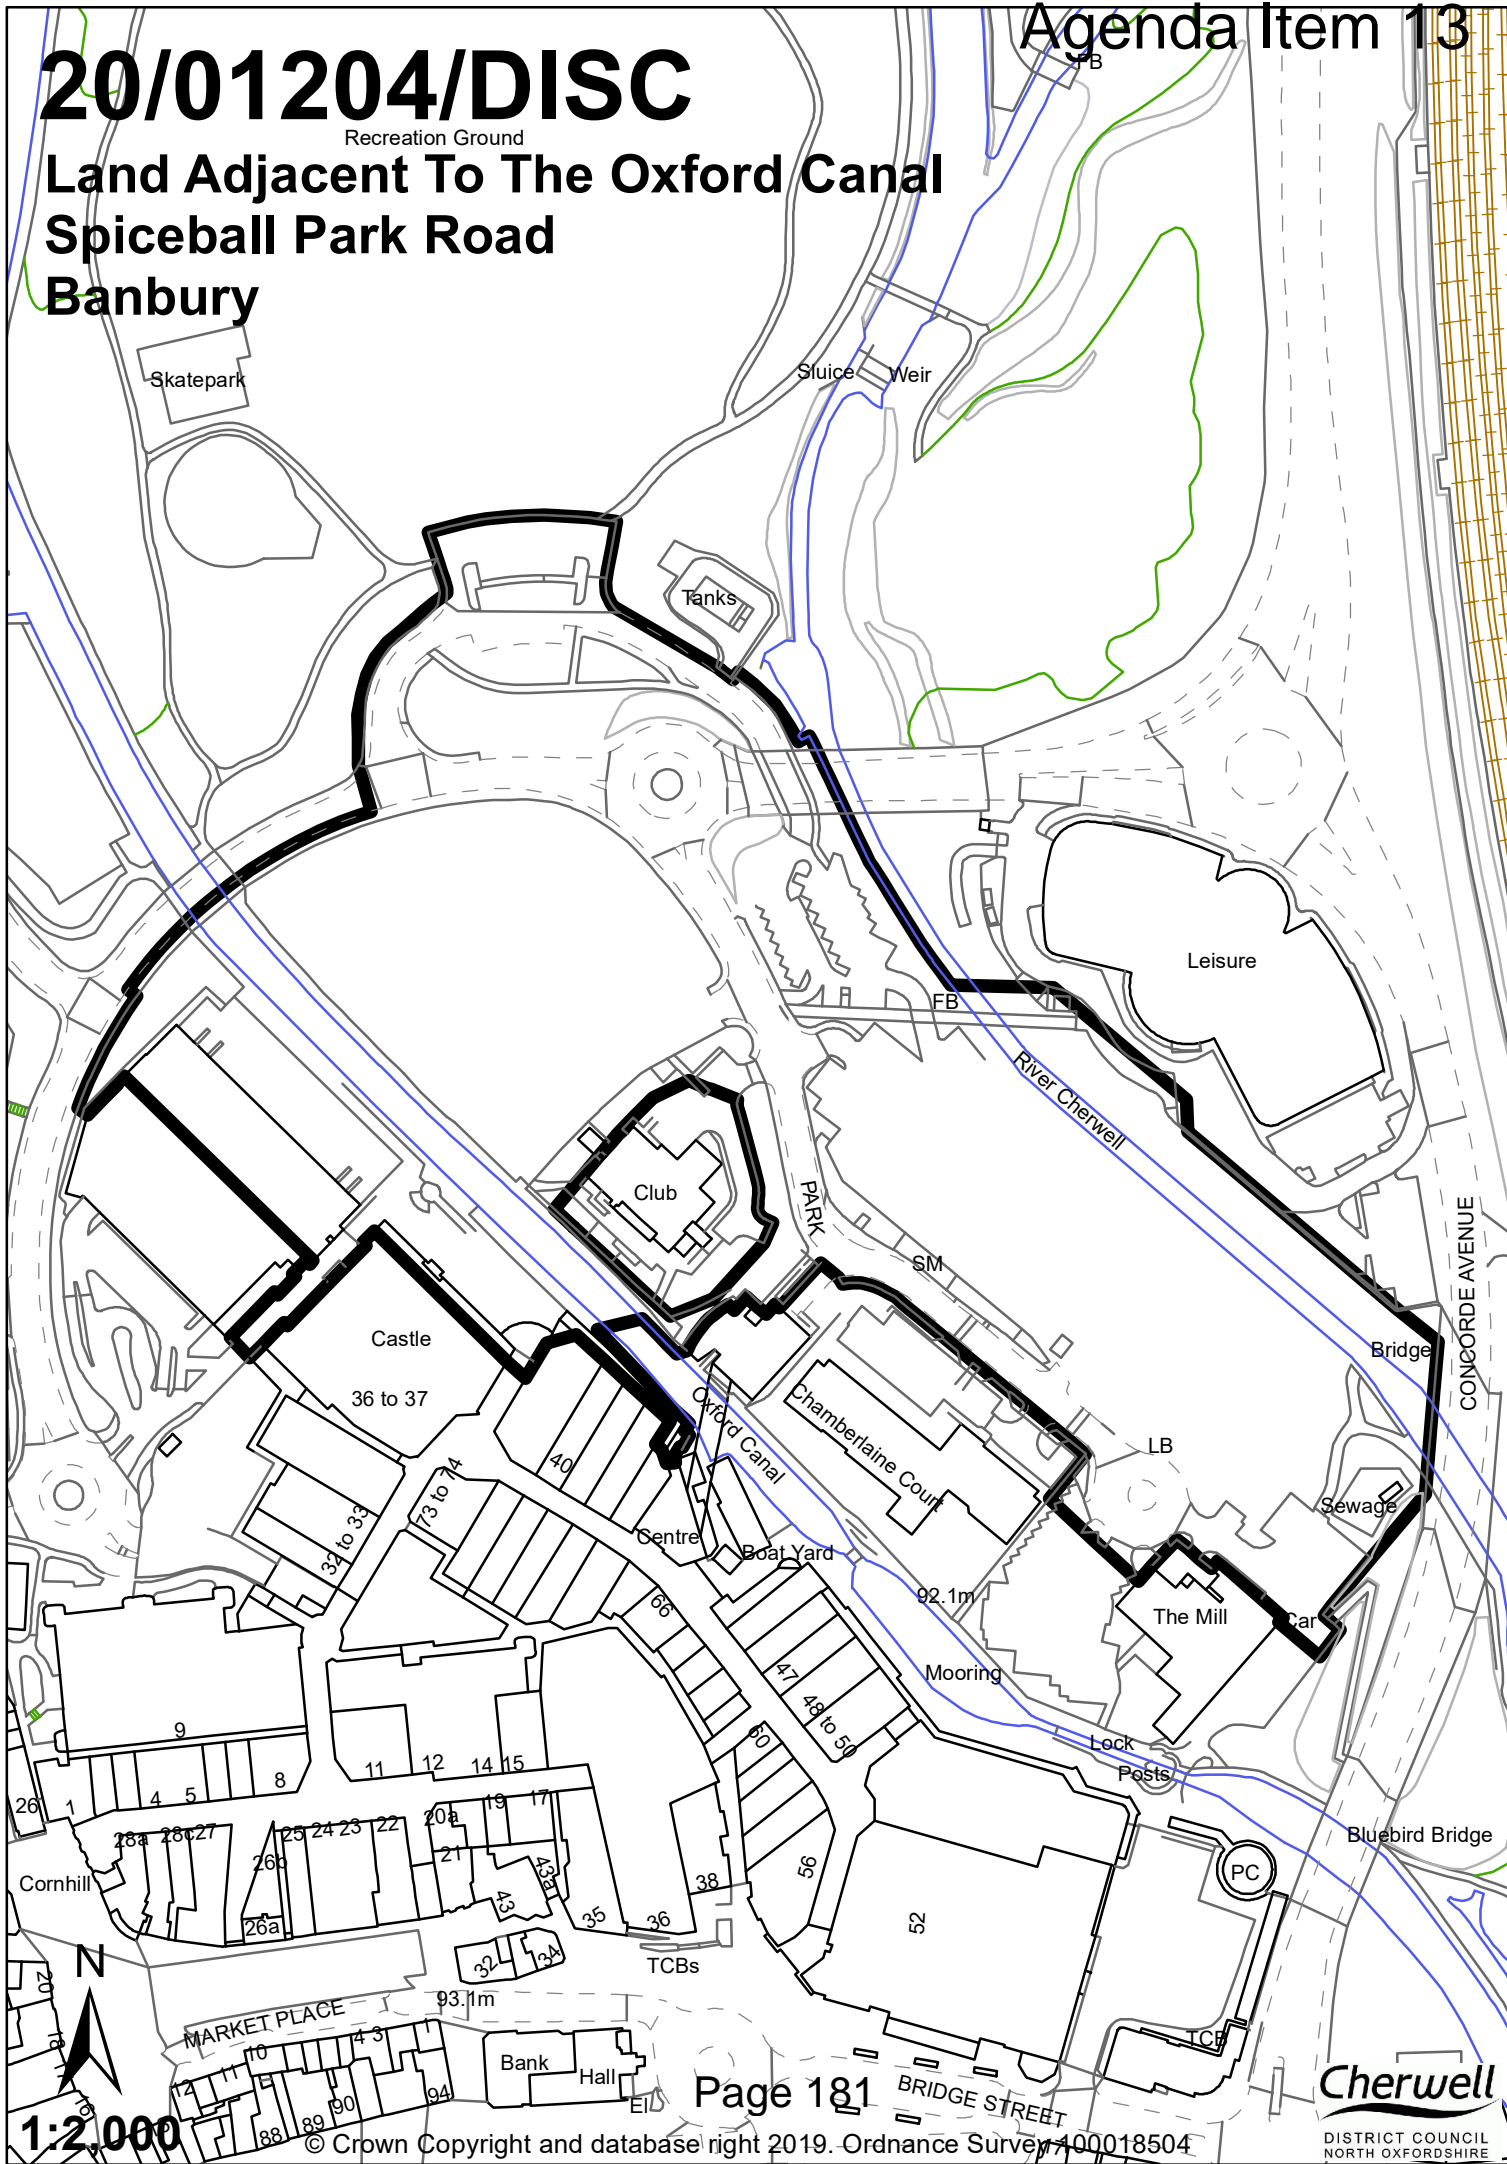 Agenda Item 13
FB
20/01204/DISC
Recreation Ground
Land Adjacent To The Oxford Canal
Spiceball Park Road
Banbury
Skatepark
Sluice
Weir
Tanks
Leisure
FB
River Cherwell
Club
PARK
SM
CONCORDE AVENUE
Castle
36 to 37
Bridge
Oxford Canal
Chamberlaine Court
LB
40
73 to 74
Sewage
32 to 33
Centre
Boat Yard
92.1m
66
The Mill
Car
47
48 to 50
Mooring
9
60
Lock
Posts
11
12
14
15
8
26
1
4
5
19
17
20a
28a
28c
27
25
24
23
22
21
26b
43a
43
Bluebird Bridge
56
PC
38
Cornhill
26a
35
36
52
32
34
TCBs
N
20
93.1m
MARKET PLACE
18
4
3
1
10
11
12
TCB
Bank
Hall
16
94
90
89
88
El
Page 181
BRIDGE STREET
Cherwell
DISTRICT COUNCIL
NORTH OXFORDSHIRE
1:2,000
© Crown Copyright and database right 2019. Ordnance Survey 100018504